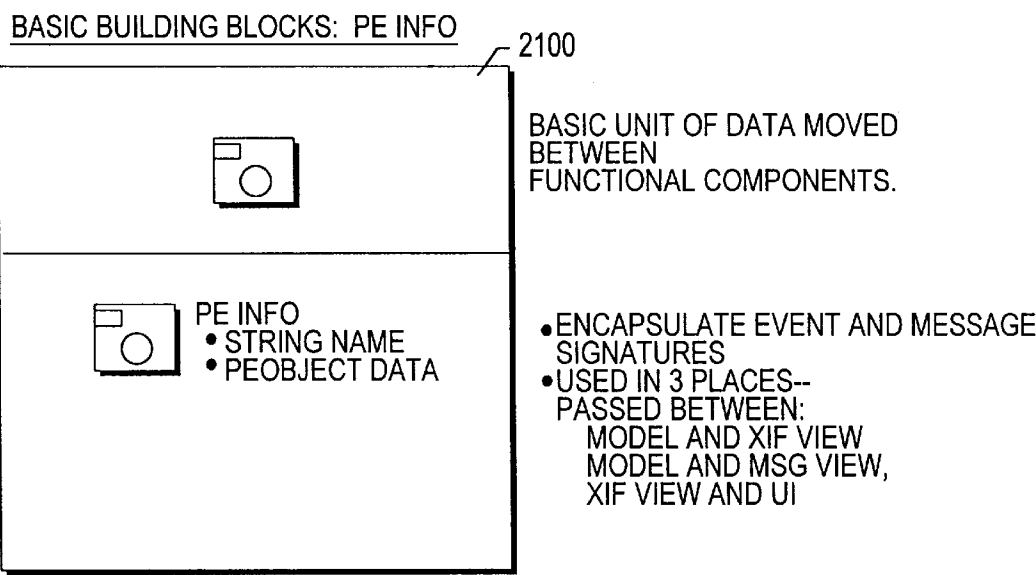 BASIC BUILDING BLOCKS: PE INFO
2100
BASIC UNIT OF DATA MOVED
BETWEEN
FUNCTIONAL COMPONENTS.
PE INFO
• STRING NAME
• PEOBJECT DATA
• ENCAPSULATE EVENT AND MESSAGE
SIGNATURES
• USED IN 3 PLACES--
PASSED BETWEEN:
MODEL AND XIF VIEW
MODEL AND MSG VIEW,
XIF VIEW AND UI